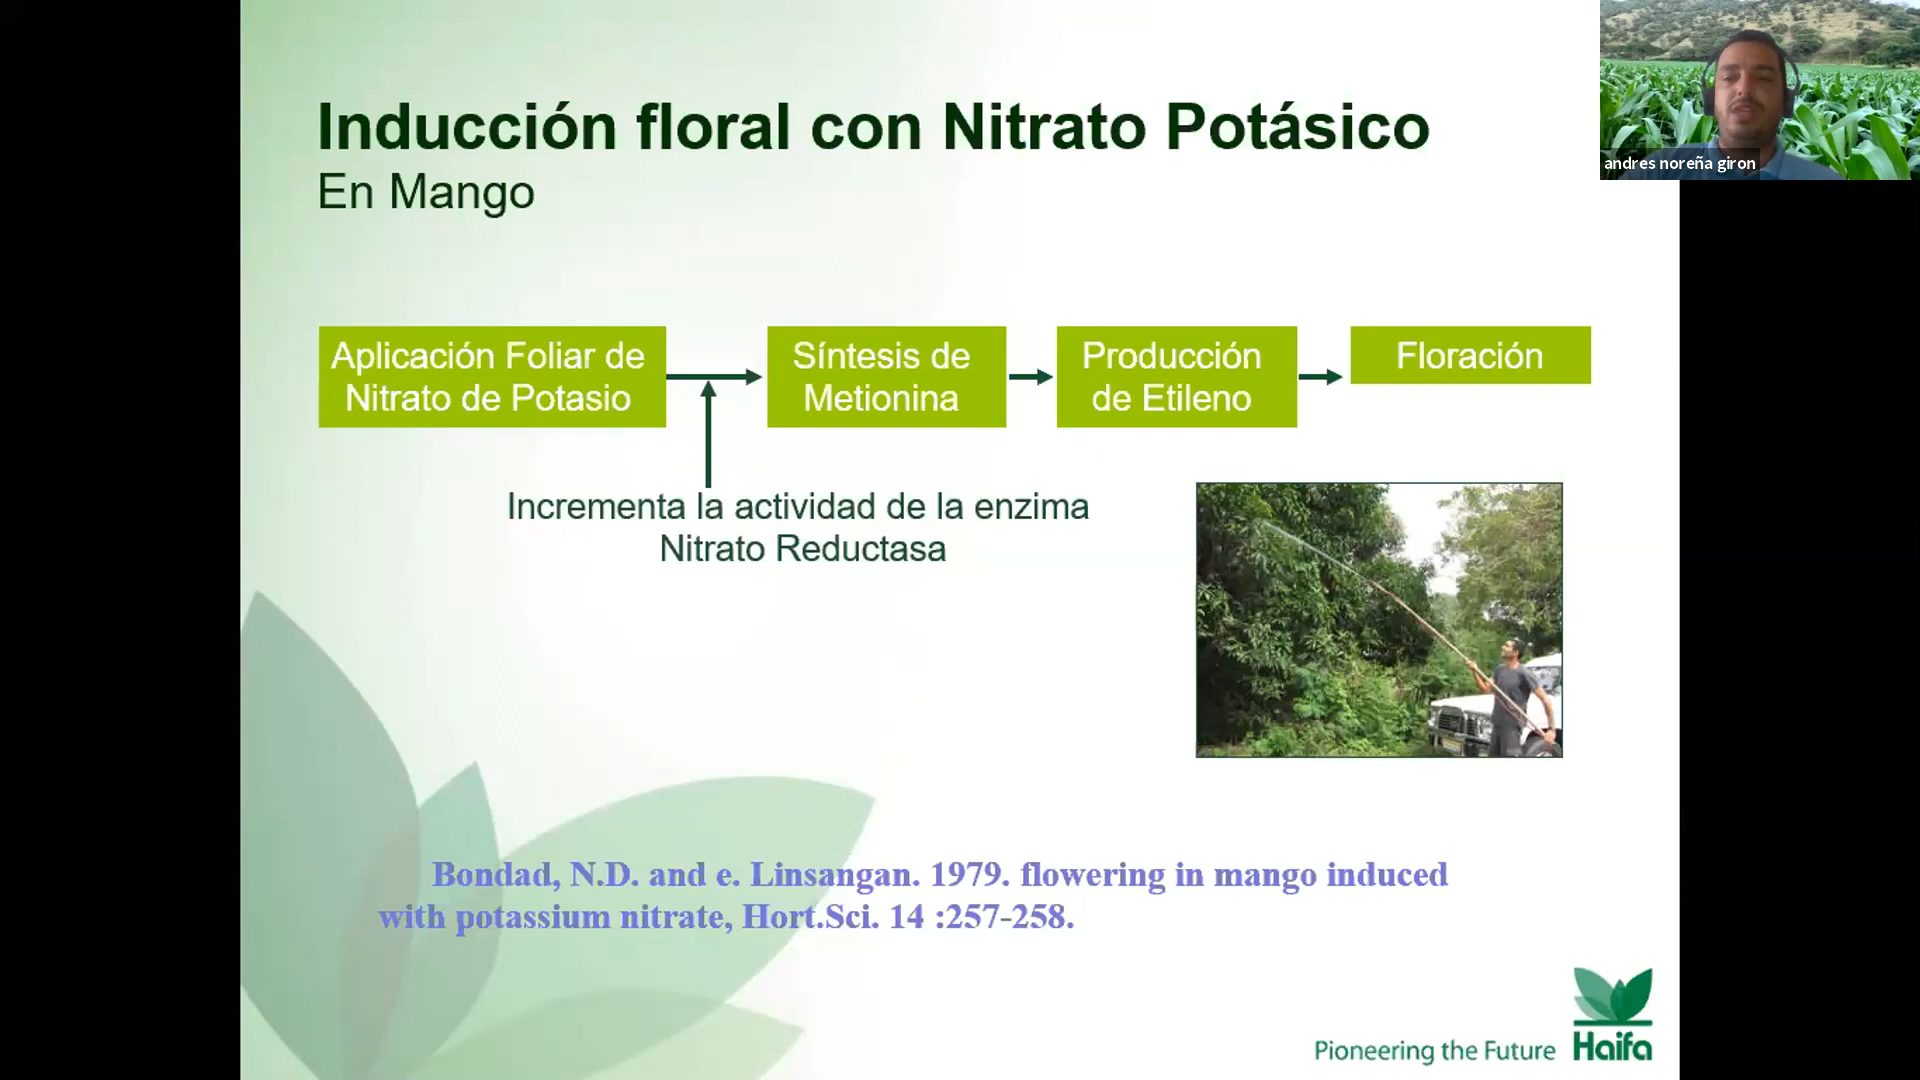 Inducción floral con Nitrato Potásico
En Mango
andres noreña giron
Aplicación Foliar de
Nitrato de Potasio
Síntesis de
Metionina
Producción
de Etileno
Floración
Incrementa la actividad de la enzima
Nitrato Reductasa
Bondad, N.D. and e. Linsangan. 1979. flowering in mango induced
with potassium nitrate, Hort.Sci. 14 :257-258.
Pioneering the Future
Haifa